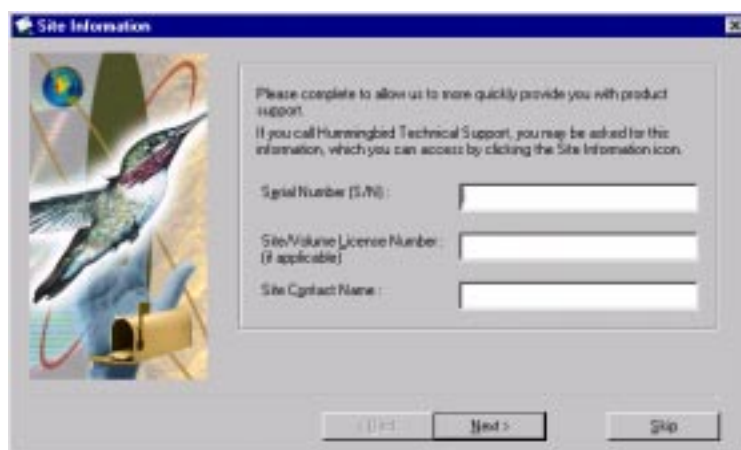 Site Information
Please complete to allow us to more quickly provide you with product
support.
If you call Hummingbird Technical Support, you may be asked for this
information, which you can access by clicking the Site Information icon.
Serial Number (S/N) :
Site/Volume License Number :
(if applicable)
Site Contact Name :
< Back
Next >
Skip